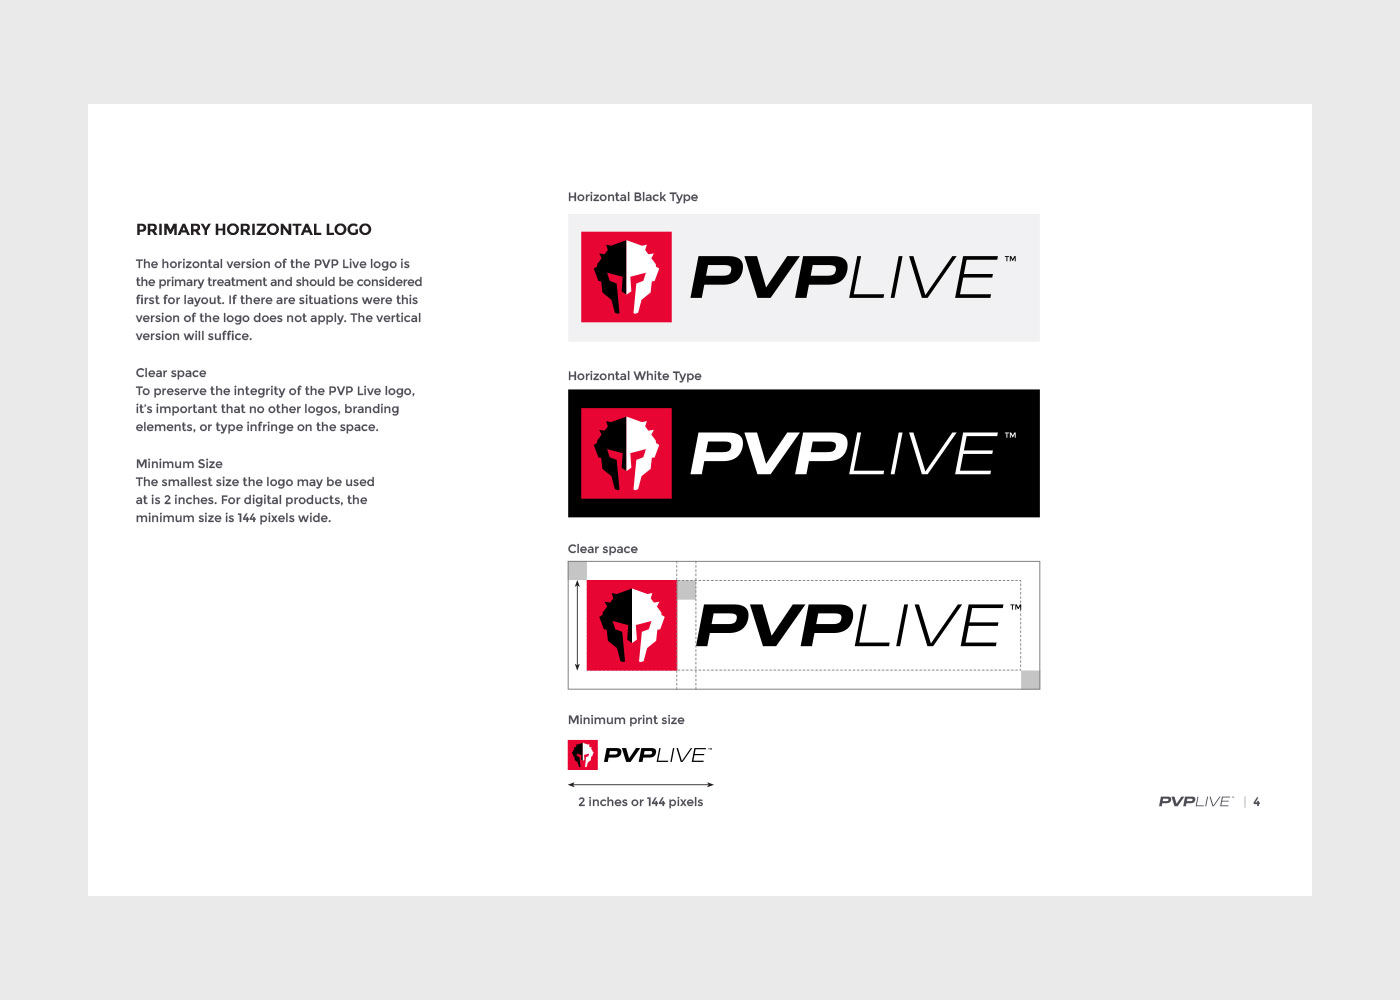 PRIMARY HORIZONTAL LOGO
The horizontal version of the PVP Live logo is
the primary treatment and should be considered
first for layout. If there are situations were this
version of the logo does not apply. The vertical
version will suffice.
Clear space
To preserve the integrity of the PVP Live logo,
it's important that no other logos, branding
elements, or type infringe on the space.
Minimum Size
The smallest size the logo may be used
at is 2 inches. For digital products, the
minimum size is 144 pixels wide.
Horizontal Black Type
PVPLIVE™
Horizontal White Type
PVPLIVE™
Clear space
PVPLIVE™
Minimum print size
PVPLIVE™
2 inches or 144 pixels
PVPLIVE™ | 4